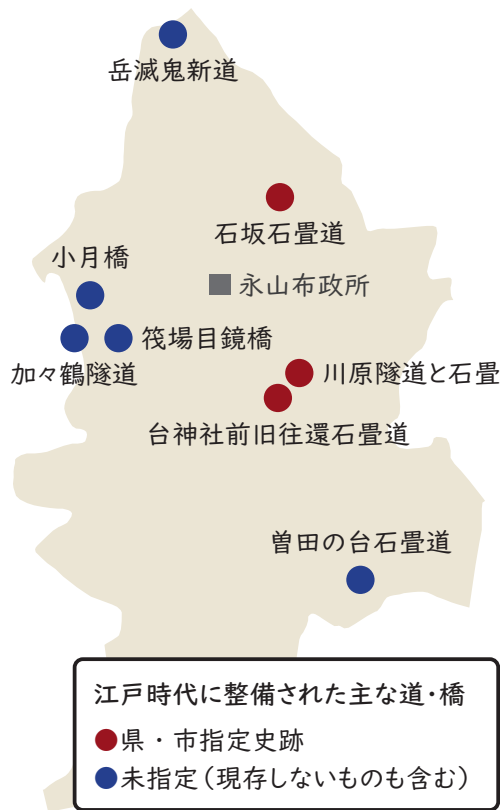 岳滅鬼新道
石坂石畳道
小月橋
永山布政所
筏場目鏡橋
加々鶴隧道
川原隧道と石畳
台神社前旧往還石畳道
曽田の台石畳道
江戸時代に整備された主な道・橋
県・市指定史跡
未指定（現存しないものも含む）